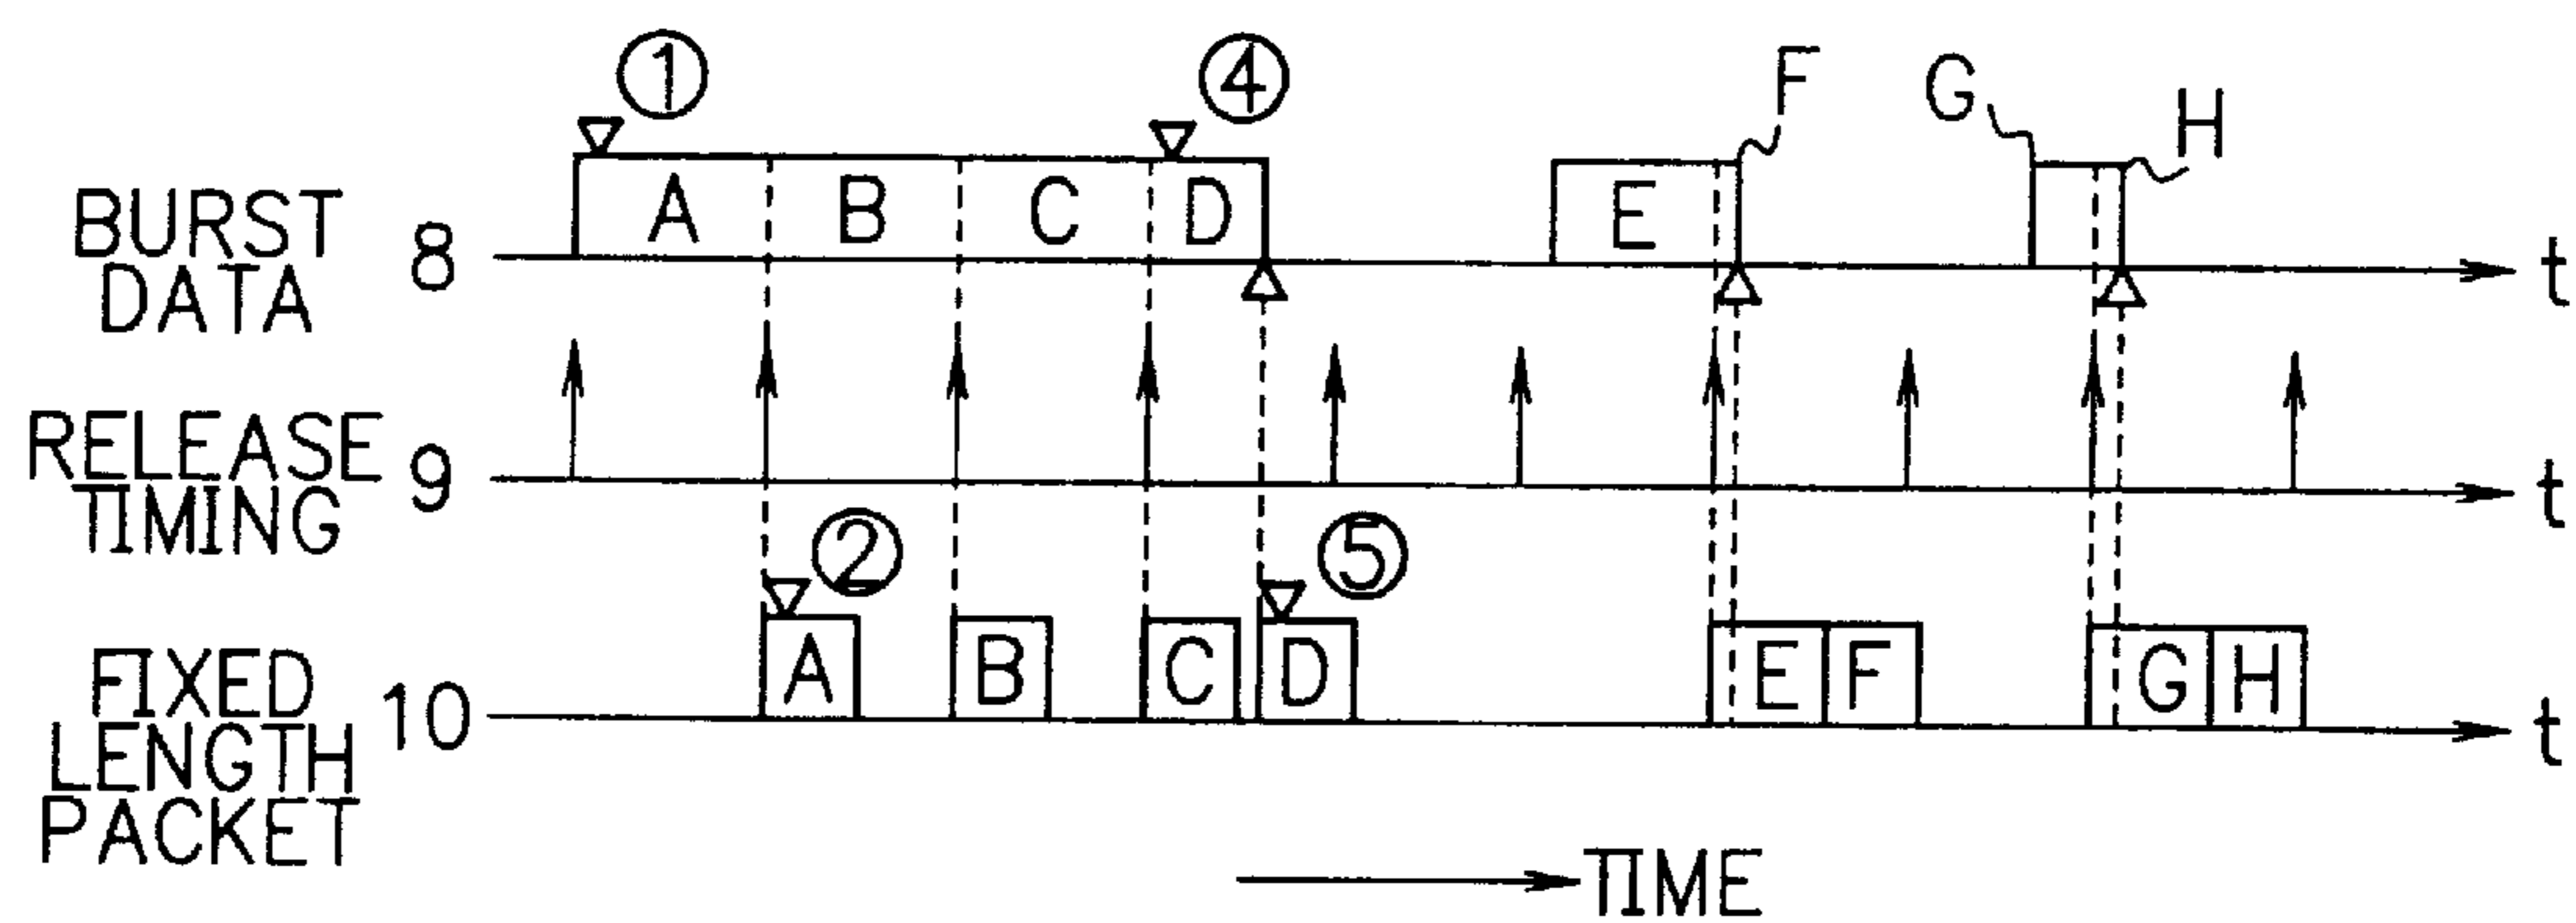 ① ④ F G H
BURST DATA 8 A B C D E t
RELEASE TIMING 9 t
② ⑤
FIXED LENGTH PACKET 10 A B C D E F G H t
TIME